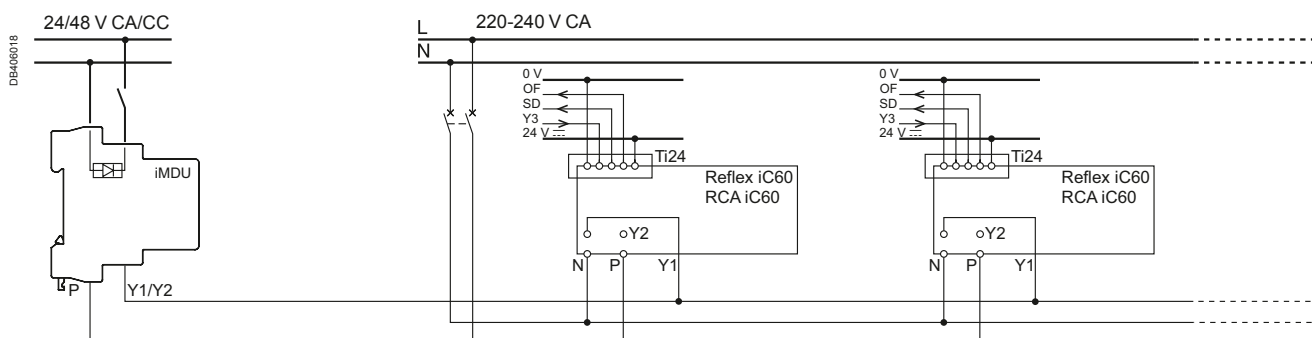 24/48 V CA/CC
DB406018
iMDU
P
Y1/Y2
220-240 V CA
L
N
0 V
OF
SD
Y3
24 V
Ti24
Reflex iC60
RCA iC60
Y2
N P Y1
0 V
OF
SD
Y3
24 V
Ti24
Reflex iC60
RCA iC60
Y2
N P Y1